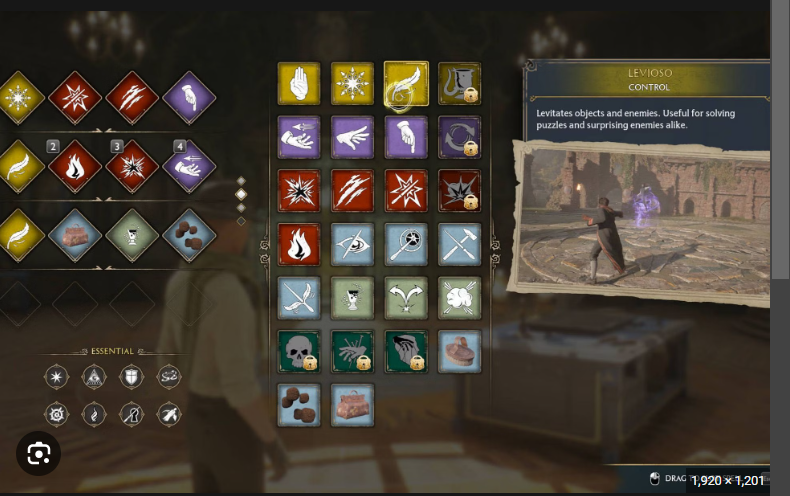 LEVIOSO
CONTROL
Levitates objects and enemies. Useful for solving
puzzles and surprising enemies alike.
2
3
4
ESSENTIAL
DRAG
1,920 × 1,201